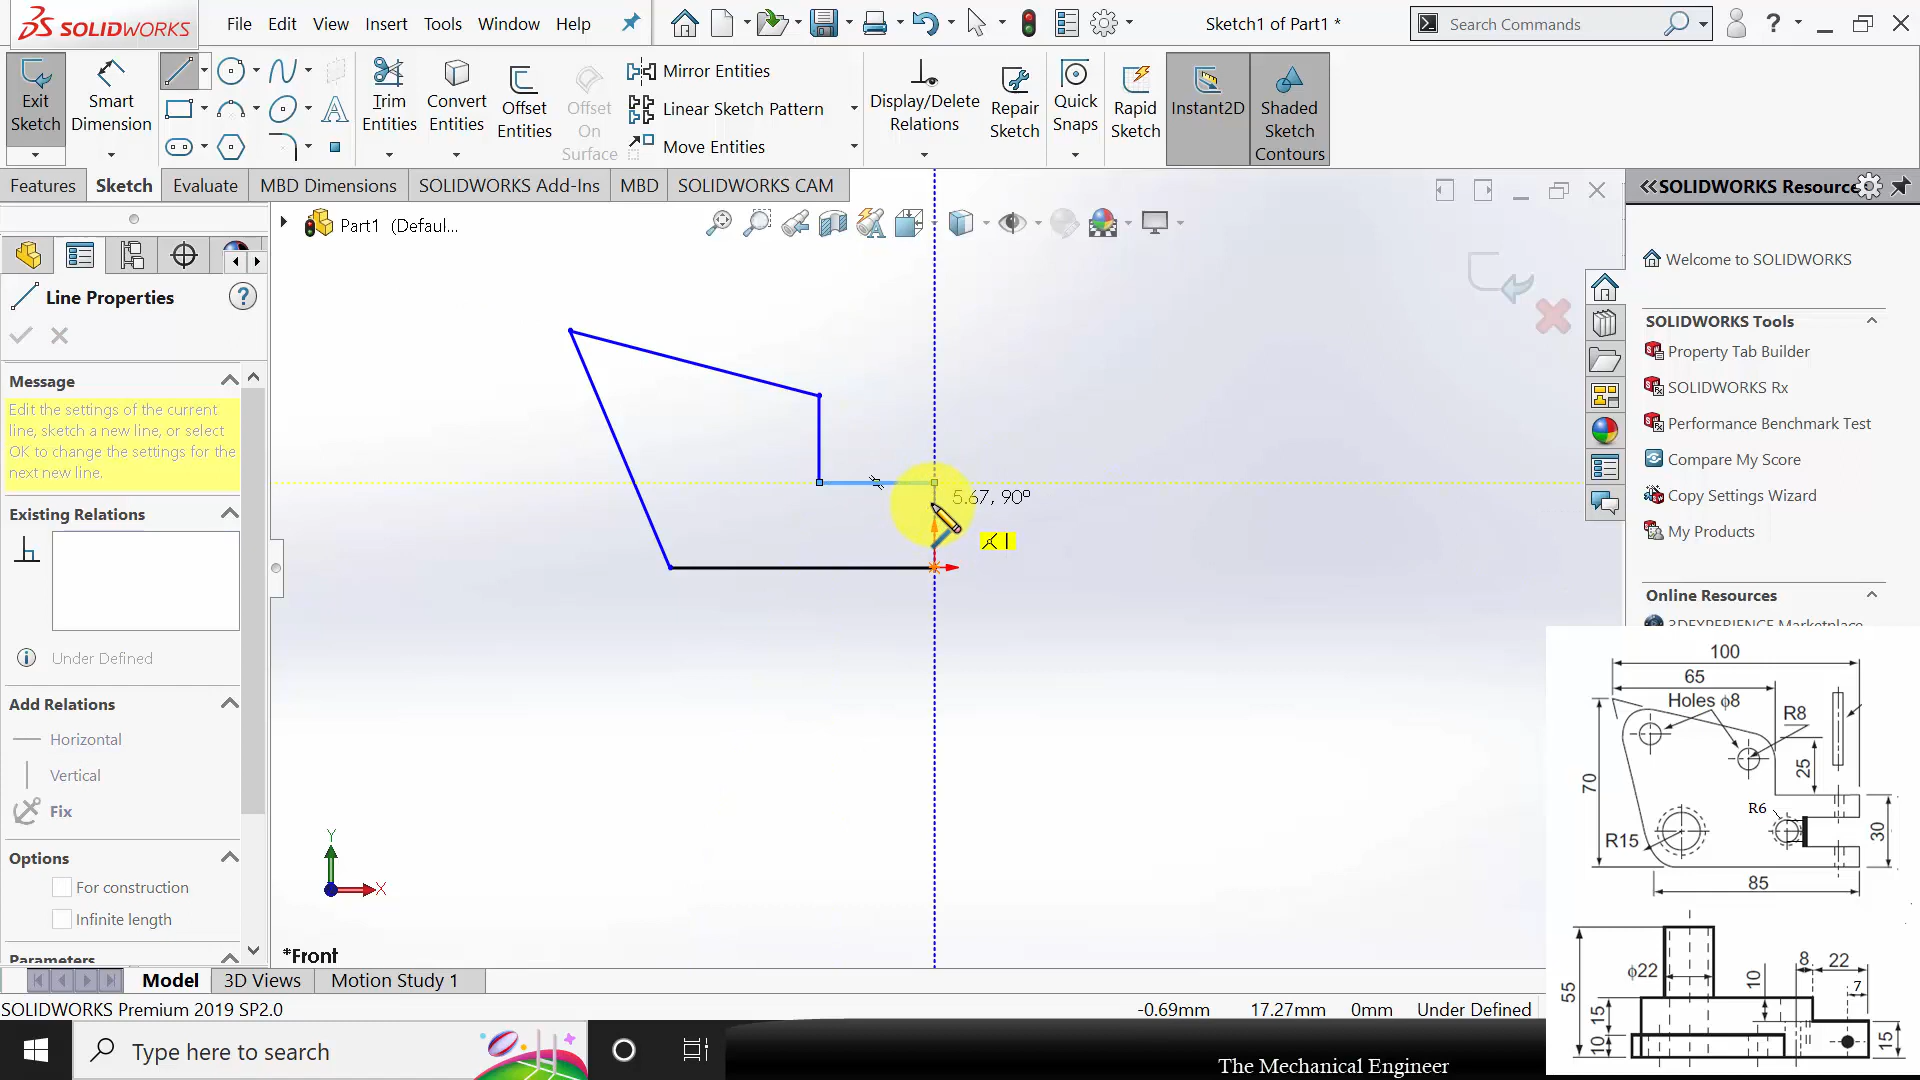 SOLIDWORKS
File Edit View Insert Tools Window Help
Sketch1 of Part1 *
Search Commands
Exit Sketch
Smart Dimension
Trim Entities
Convert Entities
Offset Entities
Offset On Surface
Mirror Entities
Linear Sketch Pattern
Move Entities
Display/Delete Relations
Repair Sketch
Quick Snaps
Rapid Sketch
Instant2D
Shaded Sketch Contours
Features Sketch Evaluate MBD Dimensions SOLIDWORKS Add-Ins MBD SOLIDWORKS CAM
Part1 (Defaul...
Line Properties
Message
Edit the settings of the current
line, sketch a new line, or select
OK to change the settings for the
next new line.
Existing Relations
Under Defined
Add Relations
Horizontal
Vertical
Fix
Options
For construction
Infinite length
Parameters
5.67, 90°
Y
X
*Front
SOLIDWORKS Resource
Welcome to SOLIDWORKS
SOLIDWORKS Tools
Property Tab Builder
SOLIDWORKS Rx
Performance Benchmark Test
Compare My Score
Copy Settings Wizard
My Products
Online Resources
3DEXPERIENCE Marketplace
100
65
Holes ϕ8
R8
25
70
R6
30
R15
85
8 22
ϕ22
10
7
55
15
10
15
Model 3D Views Motion Study 1
SOLIDWORKS Premium 2019 SP2.0
-0.69mm 17.27mm 0mm Under Defined
Type here to search
The Mechanical Engineer